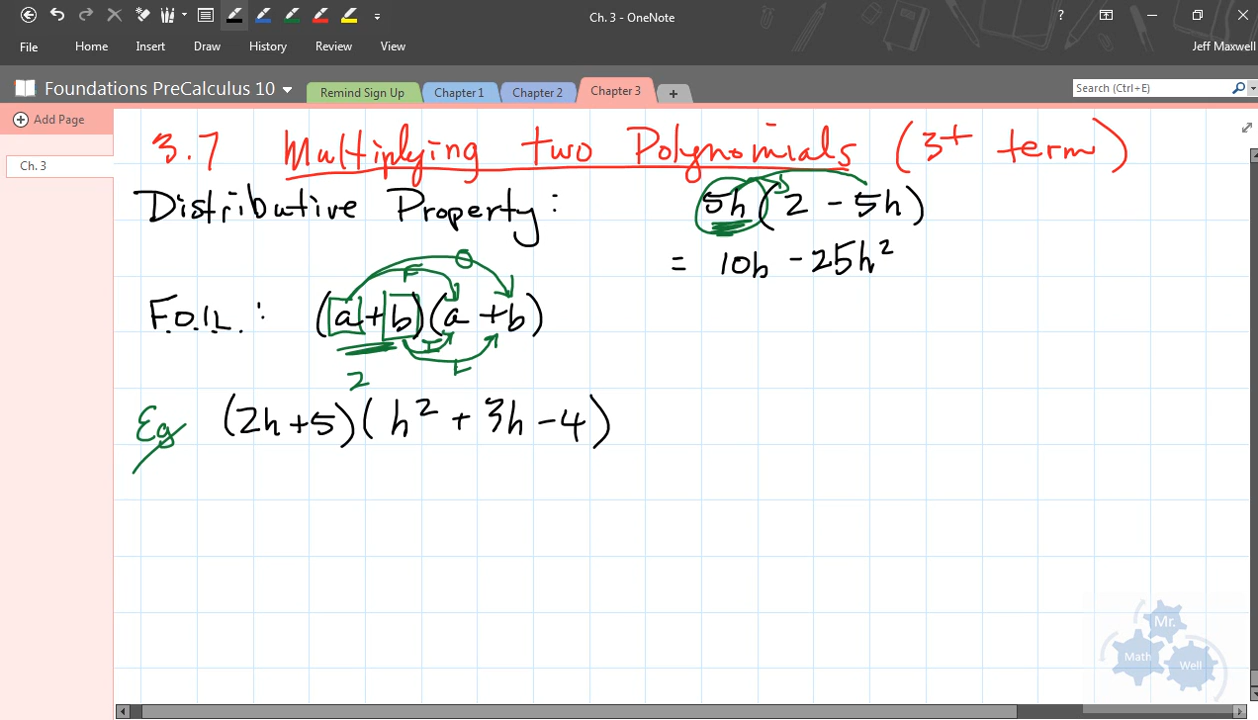 Ch. 3 - OneNote
?
File Home Insert Draw History Review View
Jeff Maxwell
Foundations PreCalculus 10
Remind Sign Up
Chapter 1
Chapter 2
Chapter 3
+
Search (Ctrl+E)
Add Page
Ch. 3
3.7 Multiplying two Polynomials (3+ term)
Distributive Property:
5h(2 - 5h)
= 10h - 25h²
F.O.I.L. : (a+b)(a+b)
F O I L
2
Eg (2h+5)(h² + 3h - 4)
Mr.
Math
Well